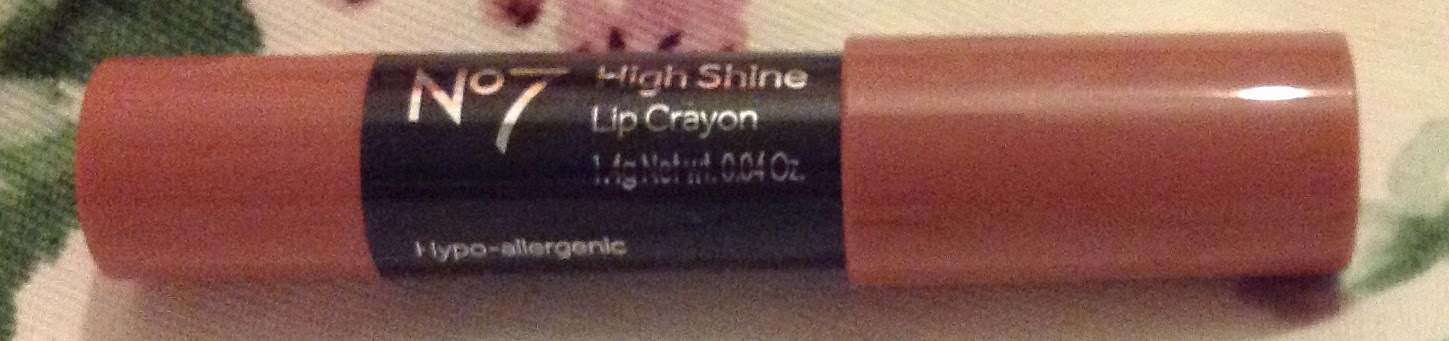 No7
High Shine
Lip Crayon
1.4g Net wt. 0.04 Oz.
Hypo-allergenic